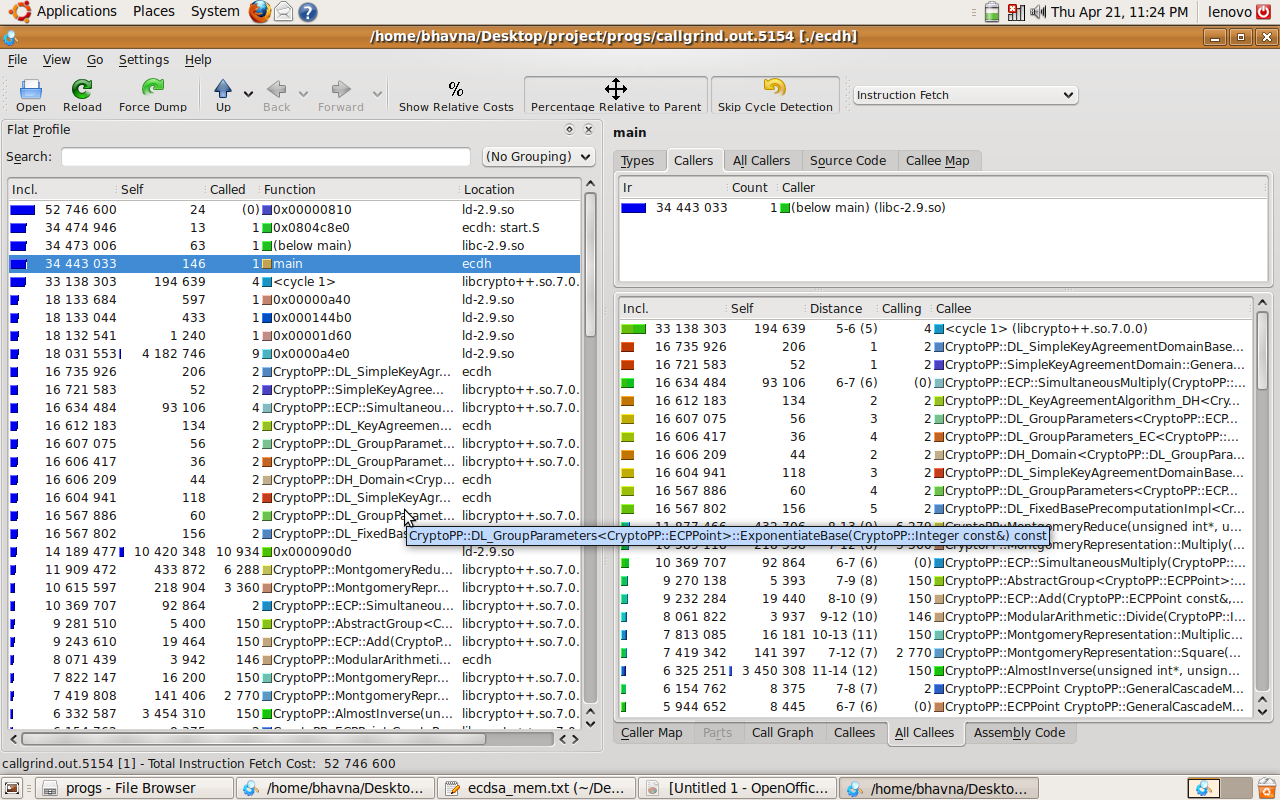 Applications Places System Thu Apr 21, 11:24 PM lenovo
/home/bhavna/Desktop/project/progs/callgrind.out.5154 [./ecdh]
File View Go Settings Help
Open Reload Force Dump Up Back Forward % Show Relative Costs Percentage Relative to Parent Skip Cycle Detection Instruction Fetch
Flat Profile
Search: (No Grouping)
Incl. Self Called Function Location
52 746 600 24 (0) 0x00000810 ld-2.9.so
34 474 946 13 1 0x0804c8e0 ecdh: start.S
34 473 006 63 1 (below main) libc-2.9.so
34 443 033 146 1 main ecdh
33 138 303 194 639 4 <cycle 1> libcrypto++.so.7.0.
18 133 684 597 1 0x00000a40 ld-2.9.so
18 133 044 433 1 0x000144b0 ld-2.9.so
18 132 541 1 240 1 0x00001d60 ld-2.9.so
18 031 553 4 182 746 9 0x0000a4e0 ld-2.9.so
16 735 926 206 2 CryptoPP::DL_SimpleKeyAgr... ecdh
16 721 583 52 2 CryptoPP::SimpleKeyAgree... libcrypto++.so.7.0.
16 634 484 93 106 2 CryptoPP::ECP::Simultaneou... libcrypto++.so.7.0.
16 612 183 134 2 CryptoPP::DL_KeyAgreemen... ecdh
16 607 075 56 2 CryptoPP::DL_GroupParamet... libcrypto++.so.7.0.
16 606 417 36 2 CryptoPP::DL_GroupParamet... libcrypto++.so.7.0.
16 606 209 44 2 CryptoPP::DH_Domain<Cryp... ecdh
16 604 941 118 2 CryptoPP::DL_SimpleKeyAgr... ecdh
16 567 886 60 2 CryptoPP::DL_GroupParamet... libcrypto++.so.7.0.
16 567 802 156 2 CryptoPP::DL_FixedBas
14 189 477 10 420 348 10 934 0x000090d0 ld-2.9.so
11 909 472 433 872 6 288 CryptoPP::MontgomeryRedu... libcrypto++.so.7.0.
10 615 597 218 904 3 360 CryptoPP::MontgomeryRepr... libcrypto++.so.7.0.
10 369 707 92 864 2 CryptoPP::ECP::Simultaneou... libcrypto++.so.7.0.
9 281 510 5 400 150 CryptoPP::AbstractGroup<C... libcrypto++.so.7.0.
9 243 610 19 464 150 CryptoPP::ECP::Add(CryptoP... libcrypto++.so.7.0.
8 071 439 3 942 146 CryptoPP::ModularArithmeti... ecdh
7 822 147 16 200 150 CryptoPP::MontgomeryRepr... libcrypto++.so.7.0.
7 419 808 141 406 2 770 CryptoPP::MontgomeryRepr... libcrypto++.so.7.0.
6 332 587 3 454 310 150 CryptoPP::AlmostInverse(un... libcrypto++.so.7.0.
main
Types Callers All Callers Source Code Callee Map
Ir Count Caller
34 443 033 1 (below main) (libc-2.9.so)
Incl. Self Distance Calling Callee
33 138 303 194 639 5-6 (5) 4 <cycle 1> (libcrypto++.so.7.0.0)
16 735 926 206 1 2 CryptoPP::DL_SimpleKeyAgreementDomainBase...
16 721 583 52 1 2 CryptoPP::SimpleKeyAgreementDomain::Genera...
16 634 484 93 106 6-7 (6) (0) CryptoPP::ECP::SimultaneousMultiply(CryptoPP::...
16 612 183 134 2 2 CryptoPP::DL_KeyAgreementAlgorithm_DH<Cry...
16 607 075 56 3 2 CryptoPP::DL_GroupParameters<CryptoPP::ECP...
16 606 417 36 4 2 CryptoPP::DL_GroupParameters_EC<CryptoPP::...
16 606 209 44 2 2 CryptoPP::DH_Domain<CryptoPP::DL_GroupPara...
16 604 941 118 3 2 CryptoPP::DL_SimpleKeyAgreementDomainBase...
16 567 886 60 4 2 CryptoPP::DL_GroupParameters<CryptoPP::ECP...
16 567 802 156 5 2 CryptoPP::DL_FixedBasePrecomputationImpl<Cr...
11 877 466 432 706 8-13 (9) 6 270 CryptoPP::MontgomeryReduce(unsigned int*, u...
CryptoPP::DL_GroupParameters<CryptoPP::ECPPoint>::ExponentiateBase(CryptoPP::Integer const&) const
Representation::Multiply(...
10 369 707 92 864 6-7 (6) (0) CryptoPP::ECP::SimultaneousMultiply(CryptoPP::...
9 270 138 5 393 7-9 (8) 150 CryptoPP::AbstractGroup<CryptoPP::ECPPoint>:...
9 232 284 19 440 8-10 (9) 150 CryptoPP::ECP::Add(CryptoPP::ECPPoint const&,...
8 061 822 3 937 9-12 (10) 146 CryptoPP::ModularArithmetic::Divide(CryptoPP::I...
7 813 085 16 181 10-13 (11) 150 CryptoPP::MontgomeryRepresentation::Multiplic...
7 419 342 141 397 7-12 (7) 2 770 CryptoPP::MontgomeryRepresentation::Square(...
6 325 251 3 450 308 11-14 (12) 150 CryptoPP::AlmostInverse(unsigned int*, unsign...
6 154 762 8 375 7-8 (7) 2 CryptoPP::ECPPoint CryptoPP::GeneralCascadeM...
5 944 652 8 445 6-7 (6) (0) CryptoPP::ECPPoint CryptoPP::GeneralCascadeM...
Caller Map Parts Call Graph Callees All Callees Assembly Code
callgrind.out.5154 [1] - Total Instruction Fetch Cost: 52 746 600
progs - File Browser /home/bhavna/Deskto... ecdsa_mem.txt (~/De... [Untitled 1 - OpenOffic... /home/bhavna/Deskto...